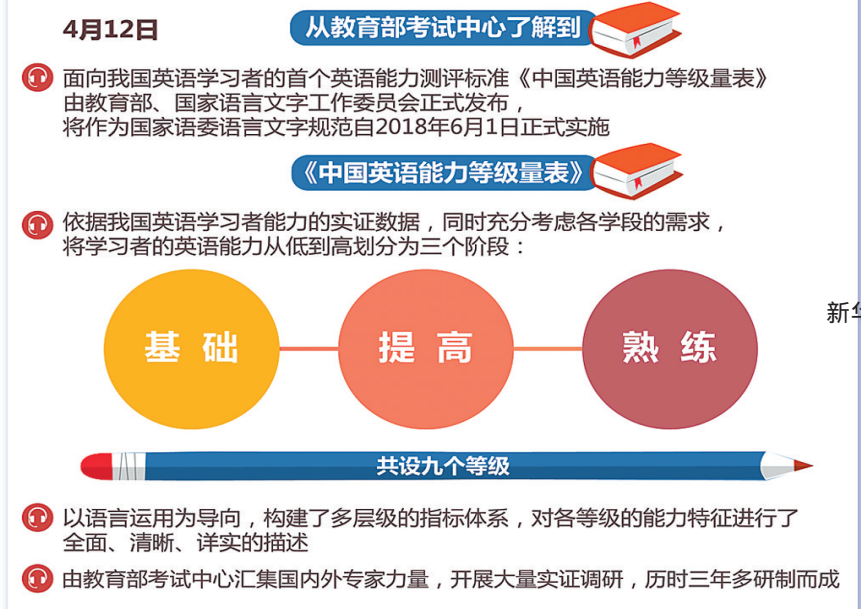 4月12日
从教育部考试中心了解到
面向我国英语学习者的首个英语能力测评标准《中国英语能力等级量表》
由教育部、国家语言文字工作委员会正式发布，
将作为国家语委语言文字规范自2018年6月1日正式实施
《中国英语能力等级量表》
依据我国英语学习者能力的实证数据，同时充分考虑各学段的需求，
将学习者的英语能力从低到高划分为三个阶段：
基础
提高
熟练
新
共设九个等级
以语言运用为导向，构建了多层级的指标体系，对各等级的能力特征进行了
全面、清晰、详实的描述
由教育部考试中心汇集国内外专家力量，开展大量实证调研，历时三年多研制而成